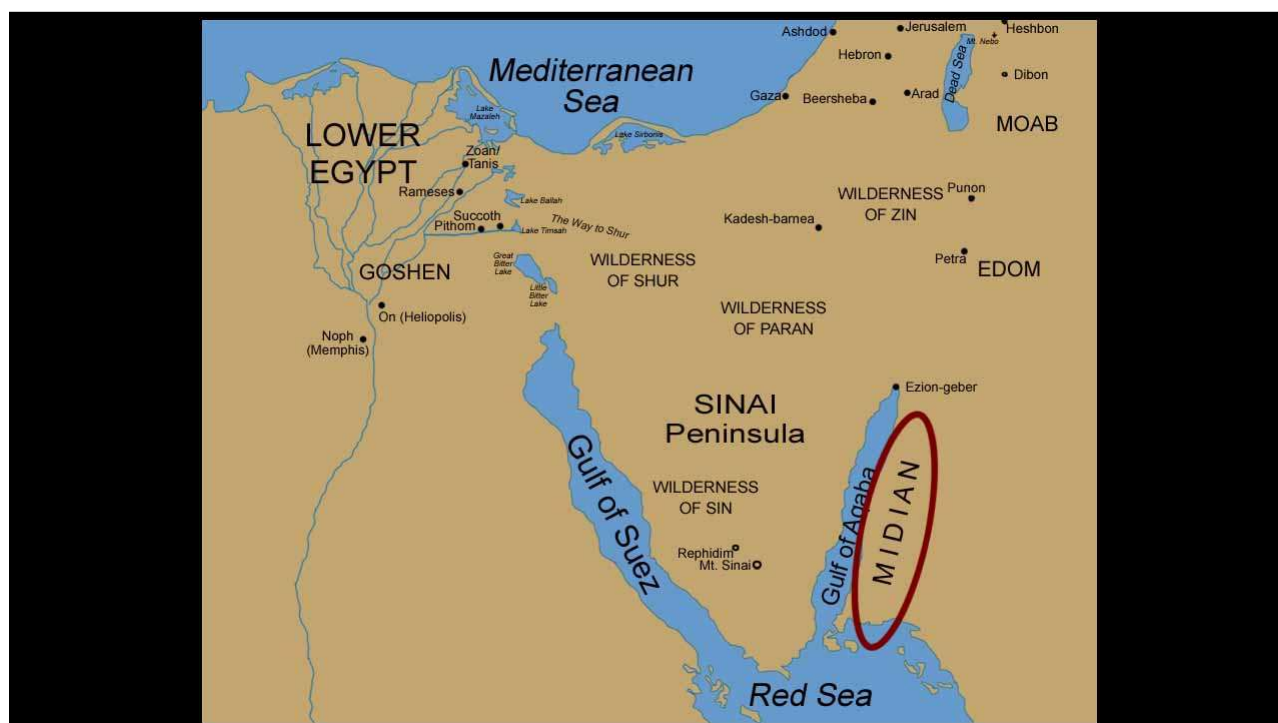 Ashdod
Jerusalem
Heshbon
Mt. Nebo
Mediterranean
Sea
Hebron
Dead Sea
Dibon
Gaza
Beersheba
Arad
MOAB
Lake
Mazaleh
Lake Sirbonis
LOWER
EGYPT
Zoan/
Tanis
Rameses
Lake Ballah
WILDERNESS
OF ZIN
Punon
Succoth
Pithom
The Way to Shur
Lake Timsah
Kadesh-barnea
Petra
EDOM
GOSHEN
Great
Bitter
Lake
WILDERNESS
OF SHUR
Little
Bitter
Lake
On (Heliopolis)
WILDERNESS
OF PARAN
Noph
(Memphis)
Ezion-geber
SINAI
Peninsula
Gulf of Suez
WILDERNESS
OF SIN
Gulf of Aqaba
MIDIAN
Rephidim
Mt. Sinai
Red Sea